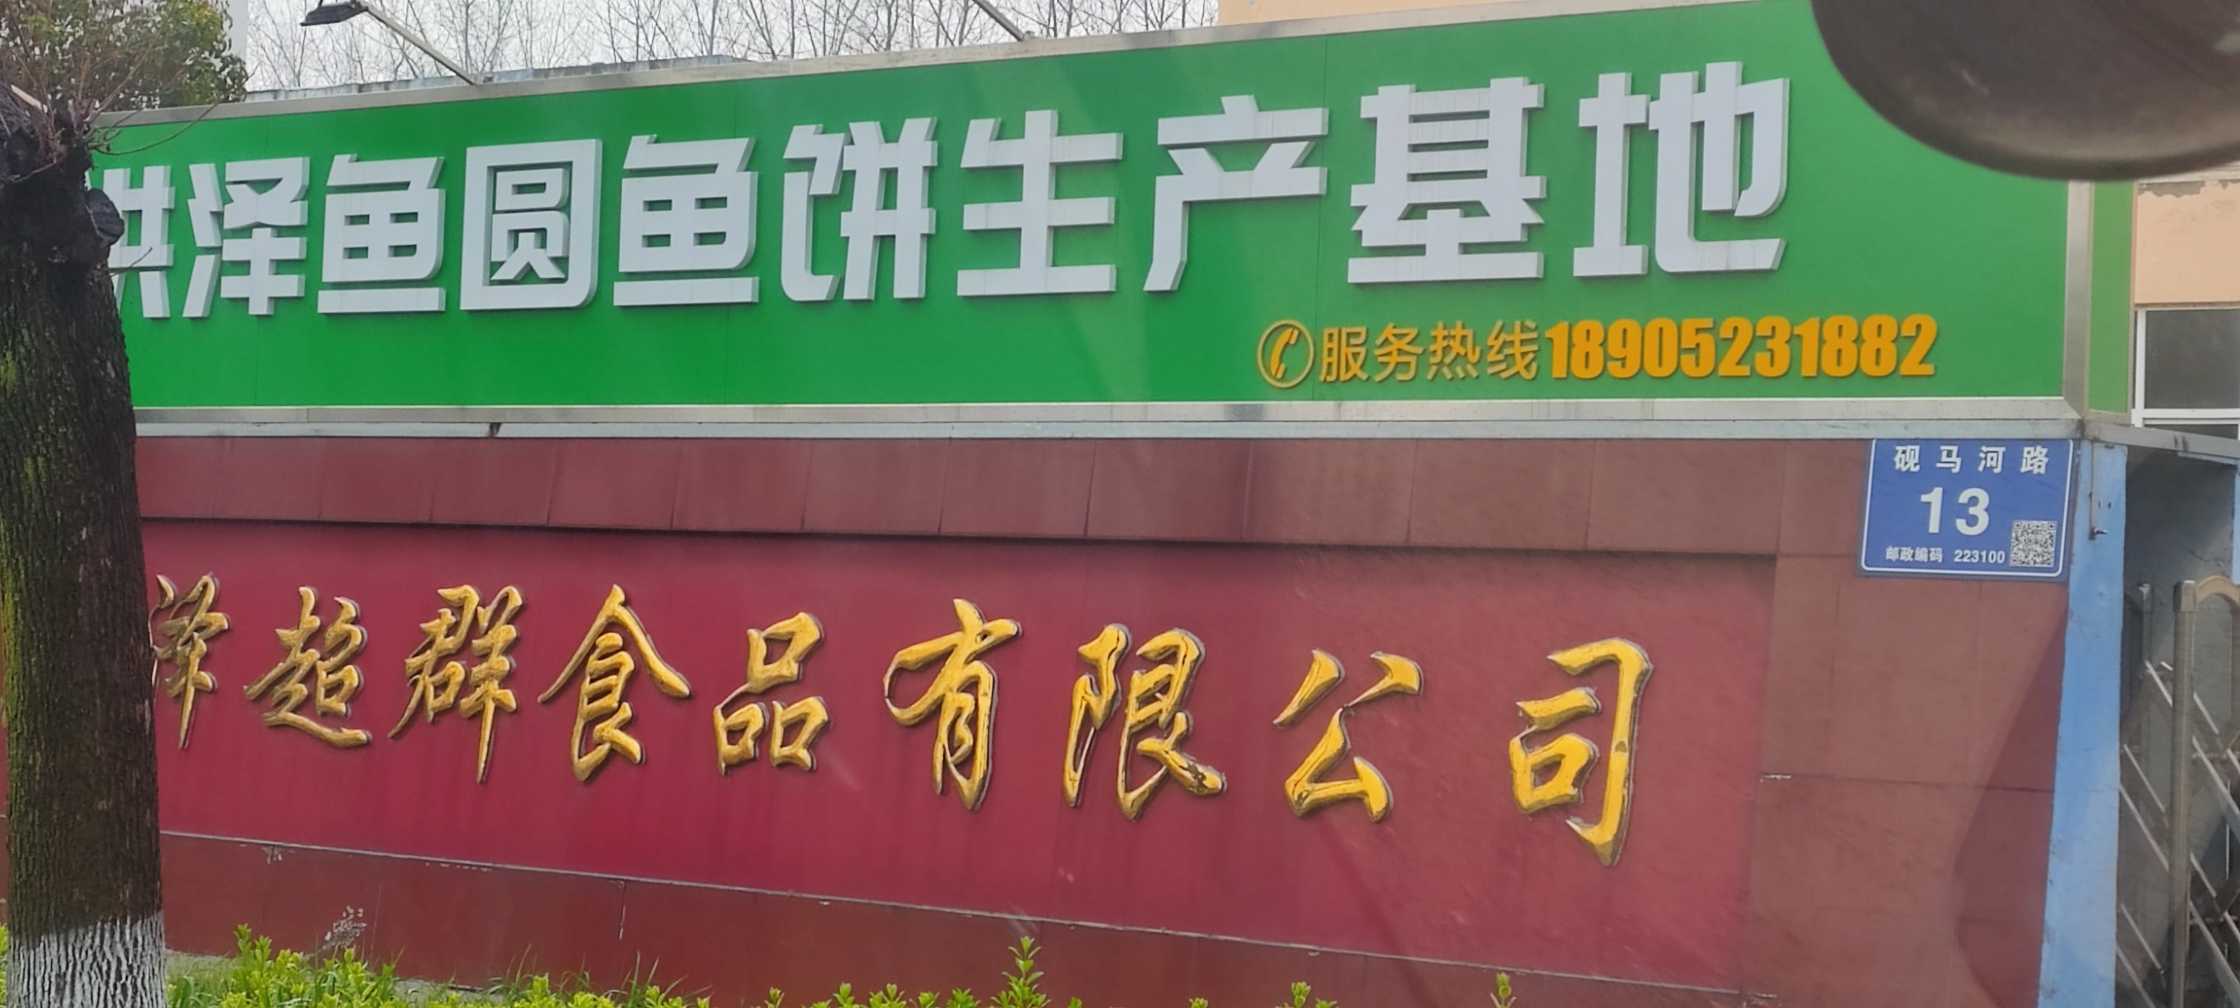 洪泽鱼圆鱼饼生产基地
服务热线18905231882
砚马河路
13
邮政编码 223100
泽超群食品有限公司